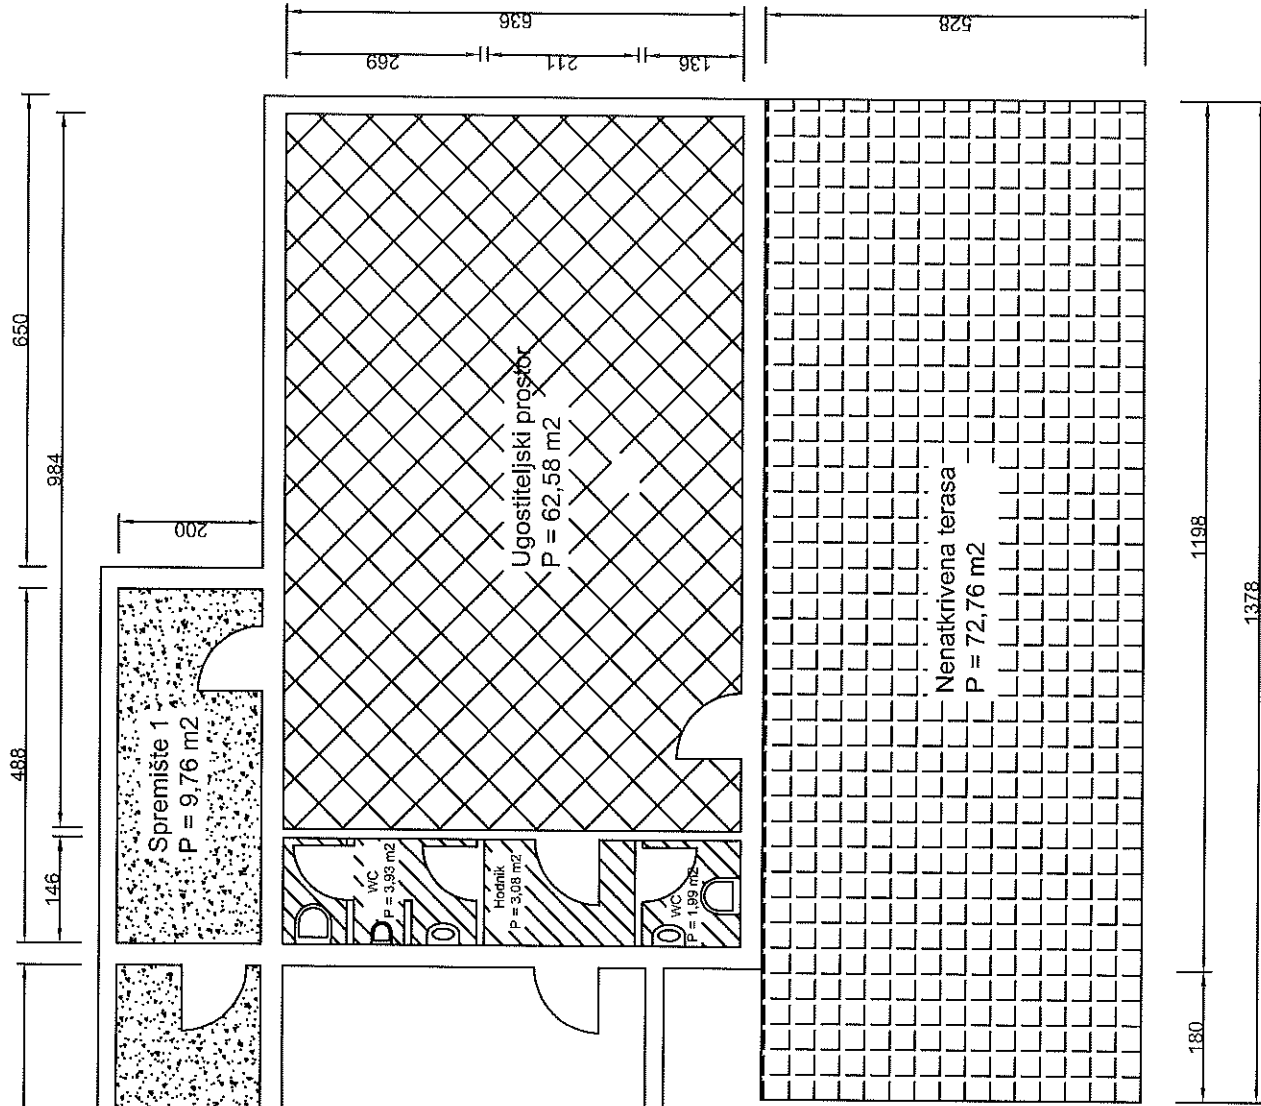 636
269
211
136
528
650
984
200
488
146
Spremište 1
P = 9,76 m2
Ugostiteljski prostor
P = 62,58 m2
Nenatkrivena terasa
P = 72,76 m2
WC
P = 3,93 m2
Hodnik
P = 3,08 m2
WC
P = 1,99 m2
1198
1378
180